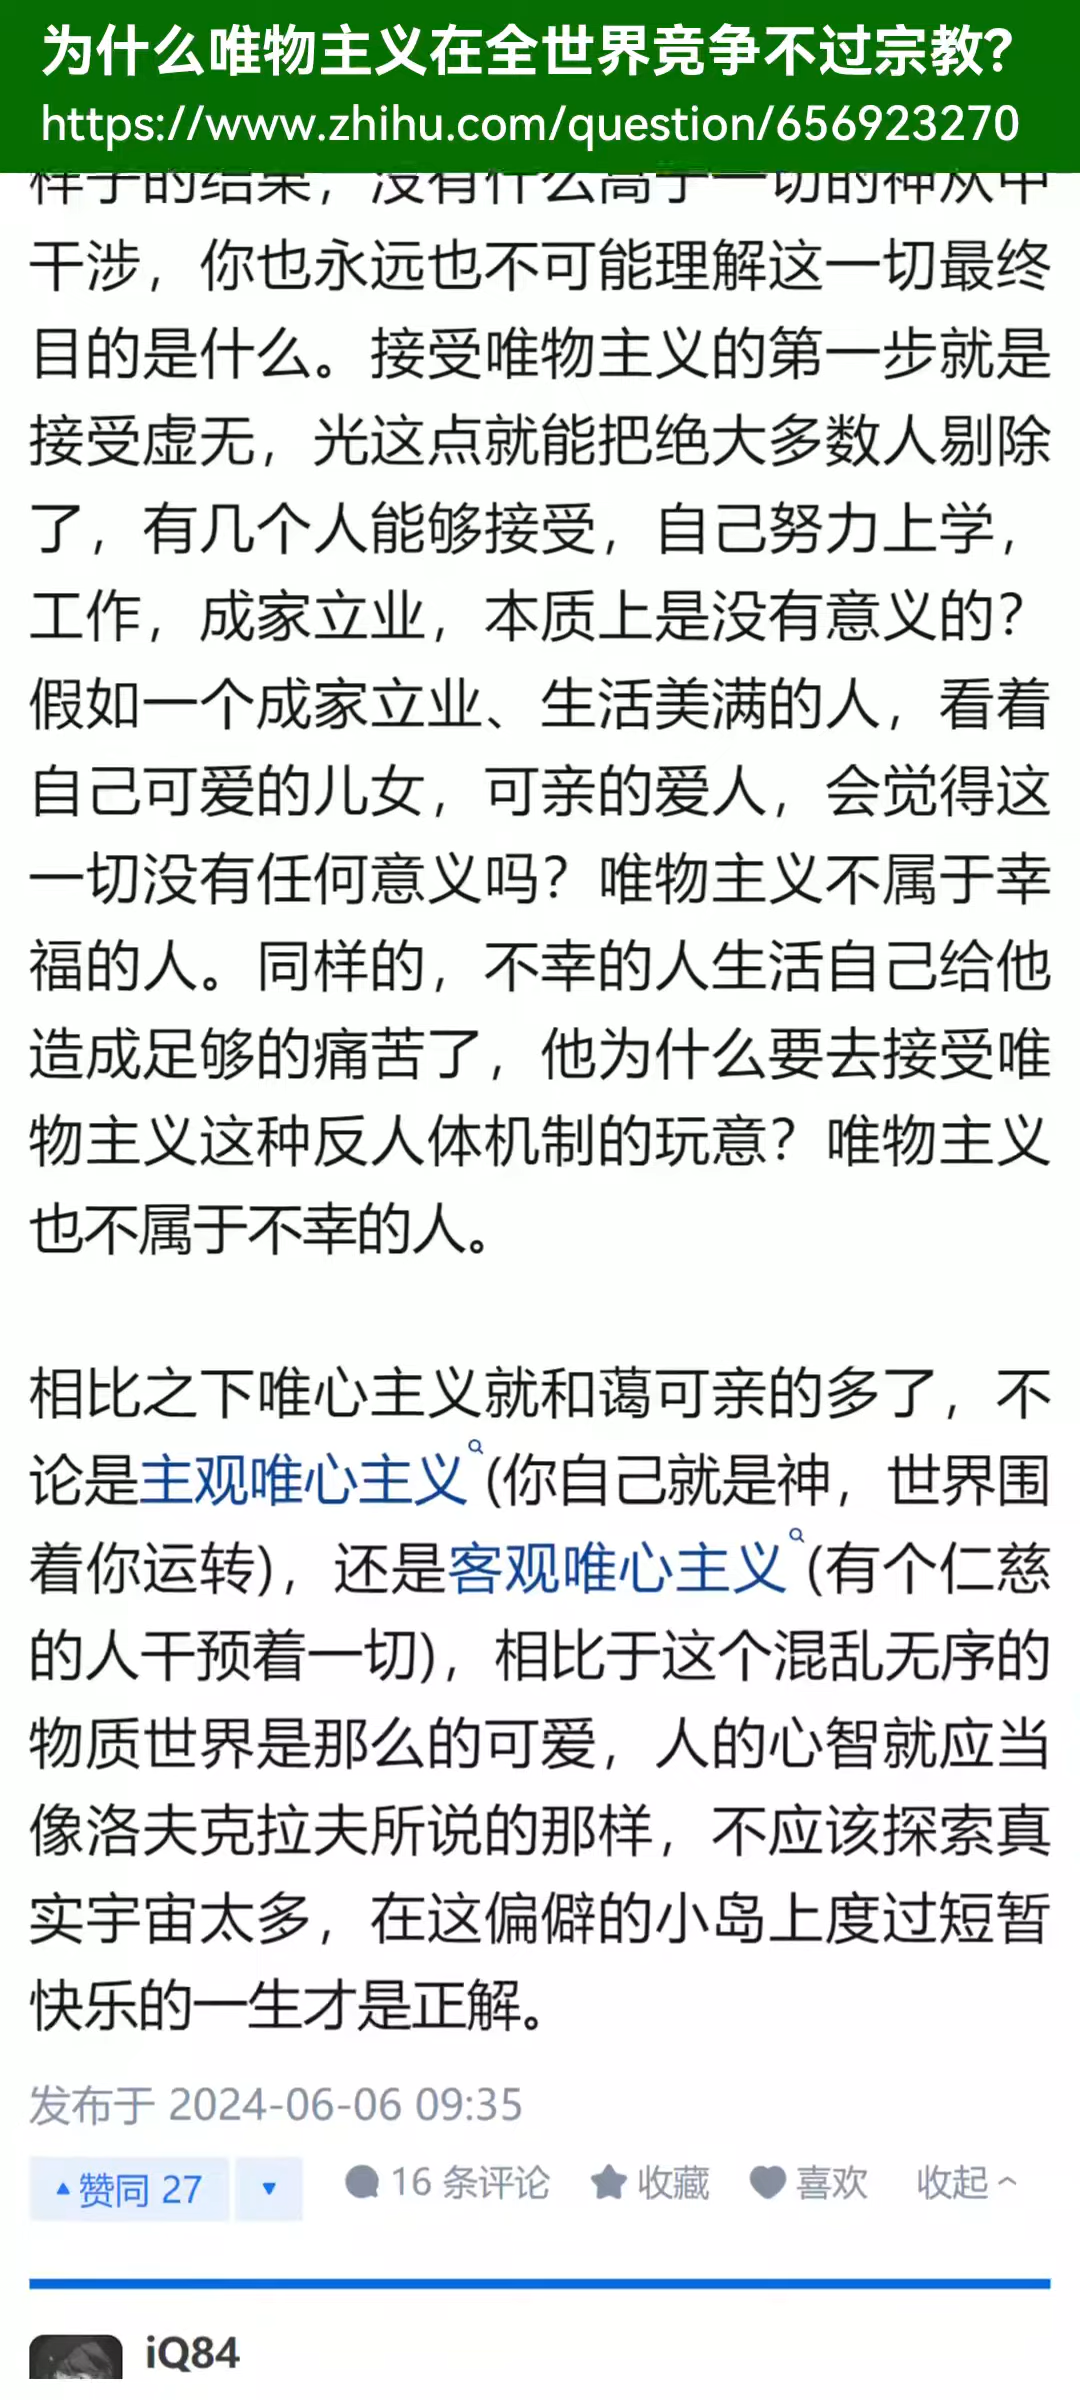 为什么唯物主义在全世界竞争不过宗教?
https://www.zhihu.com/question/656923270
样子的结果，没有什么高于一切的神从中
干涉，你也永远也不可能理解这一切最终
目的是什么。接受唯物主义的第一步就是
接受虚无，光这点就能把绝大多数人剔除
了，有几个人能够接受，自己努力上学，
工作，成家立业，本质上是没有意义的？
假如一个成家立业、生活美满的人，看着
自己可爱的儿女，可亲的爱人，会觉得这
一切没有任何意义吗？唯物主义不属于幸
福的人。同样的，不幸的人生活自己给他
造成足够的痛苦了，他为什么要去接受唯
物主义这种反人体机制的玩意？唯物主义
也不属于不幸的人。
相比之下唯心主义就和蔼可亲的多了，不
论是主观唯心主义(你自己就是神，世界围
着你运转)，还是客观唯心主义(有个仁慈
的人干预着一切)，相比于这个混乱无序的
物质世界是那么的可爱，人的心智就应当
像洛夫克拉夫所说的那样，不应该探索真
实宇宙太多，在这偏僻的小岛上度过短暂
快乐的一生才是正解。
发布于 2024-06-06 09:35
赞同 27 16 条评论 收藏 喜欢 收起
iQ84